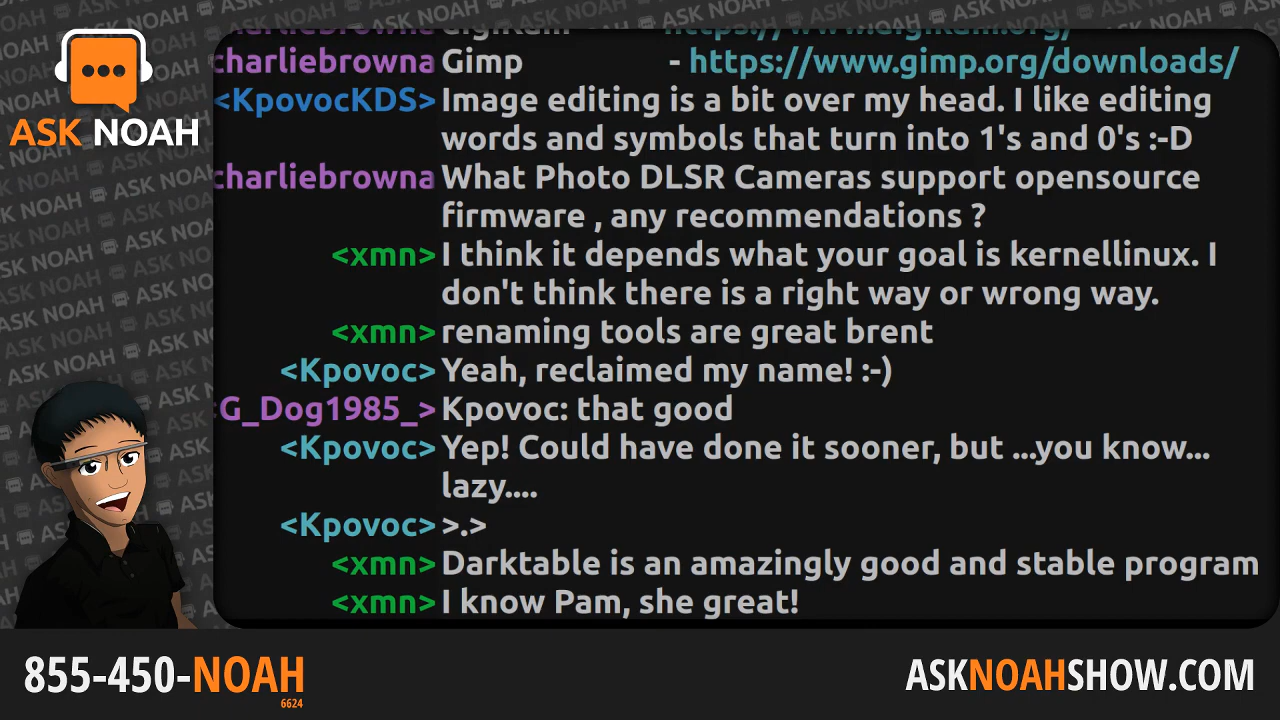 https://www.digikam.org/
charliebrowna Gimp - https://www.gimp.org/downloads/
<KpovocKDS> Image editing is a bit over my head. I like editing
words and symbols that turn into 1's and 0's :-D
charliebrowna What Photo DLSR Cameras support opensource
firmware , any recommendations ?
<xmn> I think it depends what your goal is kernellinux. I
don't think there is a right way or wrong way.
<xmn> renaming tools are great brent
<Kpovoc> Yeah, reclaimed my name! :-)
G_Dog1985_> Kpovoc: that good
<Kpovoc> Yep! Could have done it sooner, but ...you know...
lazy....
<Kpovoc> >.>
<xmn> Darktable is an amazingly good and stable program
<xmn> I know Pam, she great!
ASK NOAH
855-450-NOAH
6624
ASKNOAHSHOW.COM